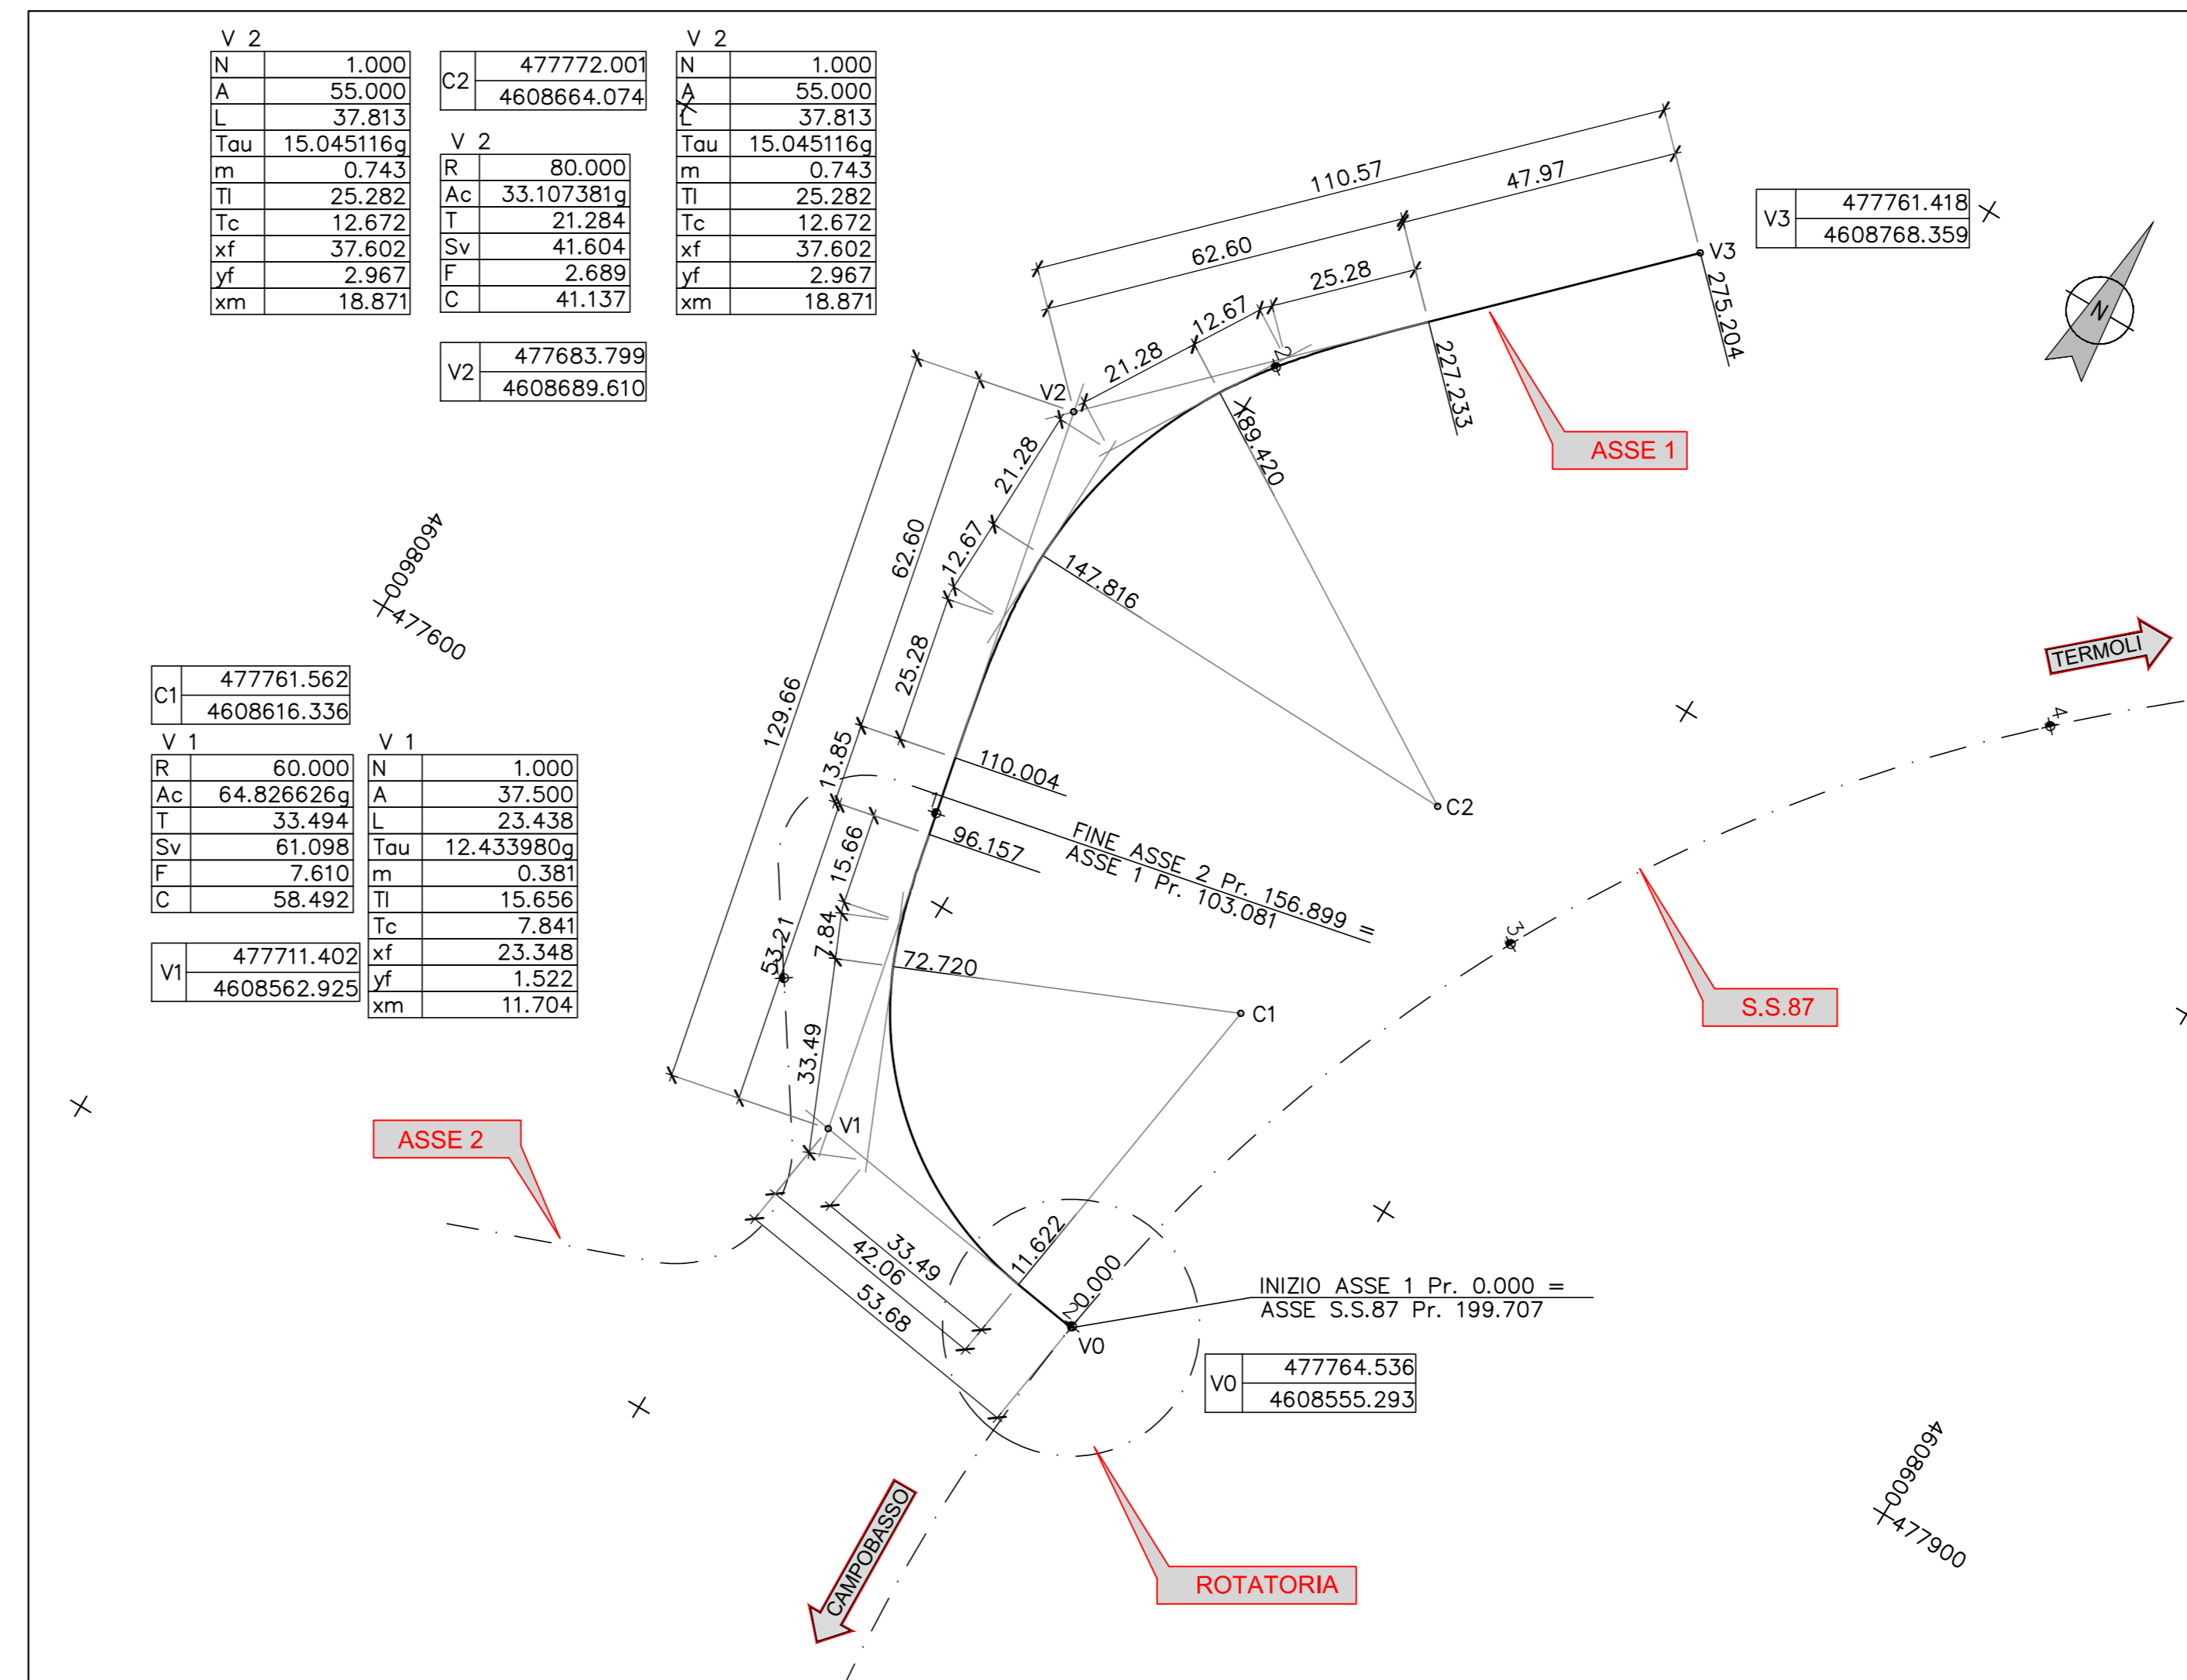 V 2
N 1.000
A 55.000
L 37.813
Tau 15.045116g
m 0.743
Tl 25.282
Tc 12.672
xf 37.602
yf 2.967
xm 18.871
C2 477772.001
4608664.074
V 2
R 80.000
Ac 33.107381g
T 21.284
Sv 41.604
F 2.689
C 41.137
V2 477683.799
4608689.610
V 2
N 1.000
A 55.000
L 37.813
Tau 15.045116g
m 0.743
Tl 25.282
Tc 12.672
xf 37.602
yf 2.967
xm 18.871
110.57
47.97
62.60
25.28
12.67
21.28
V3 477761.418
4608768.359
V3
275.204
N
2
V2
227.233
189.420
ASSE 1
21.28
12.67
62.60
25.28
147.816
4608600
477600
129.66
13.85
110.004
C2
TERMOLI
4
C1 477761.562
4608616.336
V 1
R 60.000
Ac 64.826626g
T 33.494
Sv 61.098
F 7.610
C 58.492
V 1
N 1.000
A 37.500
L 23.438
Tau 12.433980g
m 0.381
Tl 15.656
Tc 7.841
xf 23.348
yf 1.522
xm 11.704
V1 477711.402
4608562.925
1
96.157
15.66
FINE ASSE 2 Pr. 156.899 =
ASSE 1 Pr. 103.081
53.21
7.84
72.720
3
S.S.87
C1
33.49
V1
ASSE 2
33.49
42.06
53.68
11.622
2
0.000
V0
INIZIO ASSE 1 Pr. 0.000 =
ASSE S.S.87 Pr. 199.707
V0 477764.536
4608555.293
CAMPOBASSO
ROTATORIA
4608600
477900